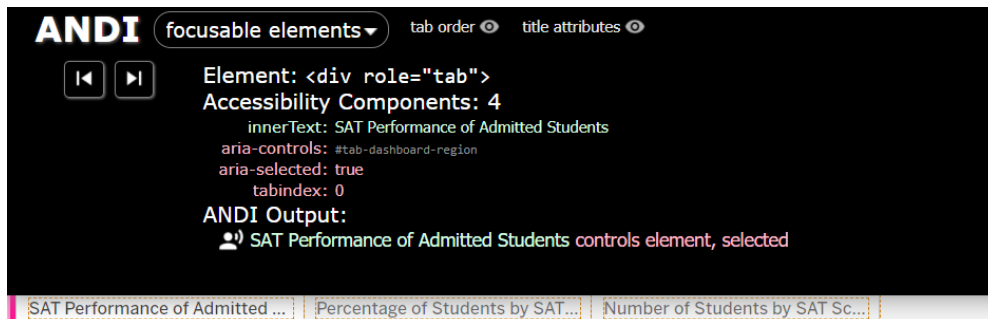 ANDI focusable elements tab order title attributes
Element: <div role="tab">
Accessibility Components: 4
innerText: SAT Performance of Admitted Students
aria-controls: #tab-dashboard-region
aria-selected: true
tabindex: 0
ANDI Output:
SAT Performance of Admitted Students controls element, selected
SAT Performance of Admitted ... Percentage of Students by SAT... Number of Students by SAT Sc...